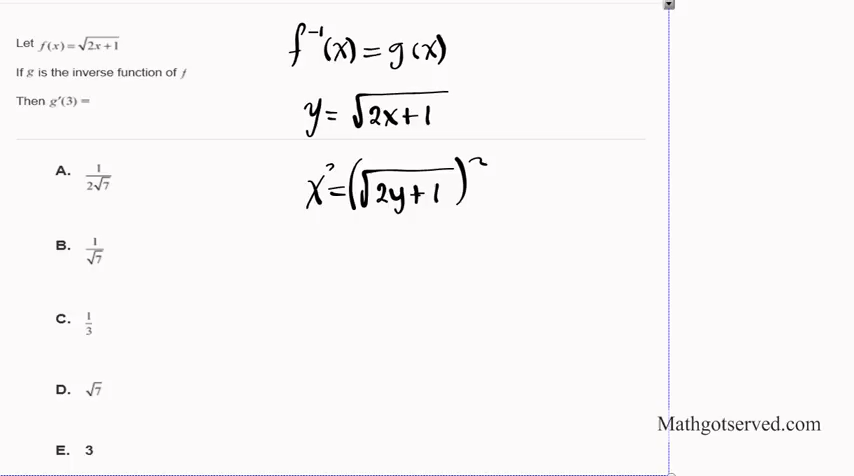 Let f(x) = √(2x + 1)
If g is the inverse function of f
Then g′(3) =
A. 1/(2√7)
B. 1/√7
C. 1/3
D. √7
E. 3
f⁻¹(x) = g(x)
y = √(2x + 1)
x² = (√(2y + 1))²
Mathgotserved.com